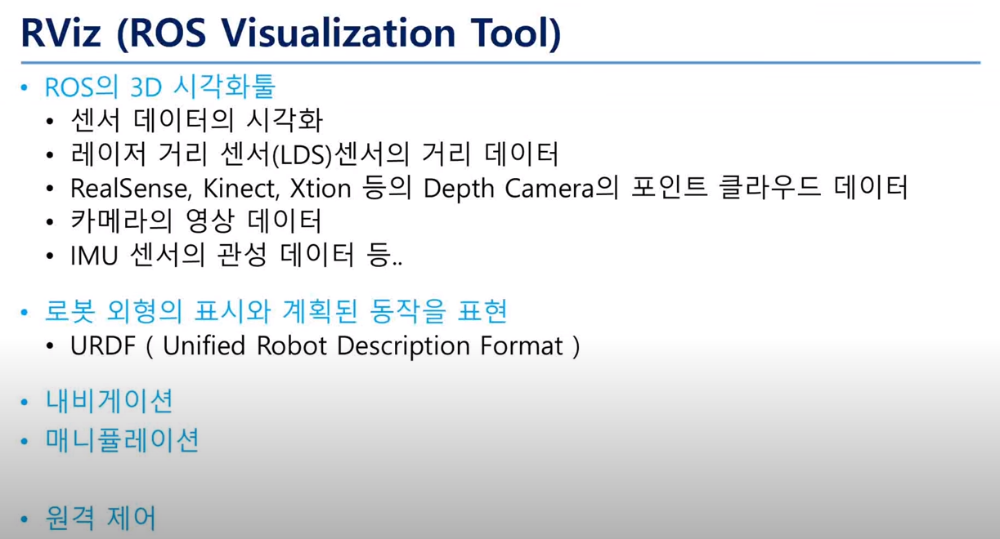 RViz (ROS Visualization Tool)
• ROS의 3D 시각화툴
• 센서 데이터의 시각화
• 레이저 거리 센서(LDS)센서의 거리 데이터
• RealSense, Kinect, Xtion 등의 Depth Camera의 포인트 클라우드 데이터
• 카메라의 영상 데이터
• IMU 센서의 관성 데이터 등..
• 로봇 외형의 표시와 계획된 동작을 표현
• URDF ( Unified Robot Description Format )
• 내비게이션
• 매니퓰레이션
• 원격 제어